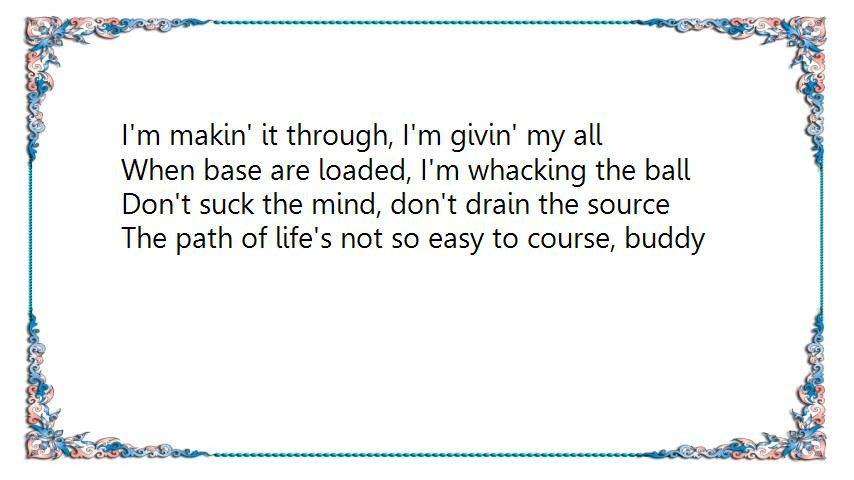 I'm makin' it through, I'm givin' my all
When base are loaded, I'm whacking the ball
Don't suck the mind, don't drain the source
The path of life's not so easy to course, buddy